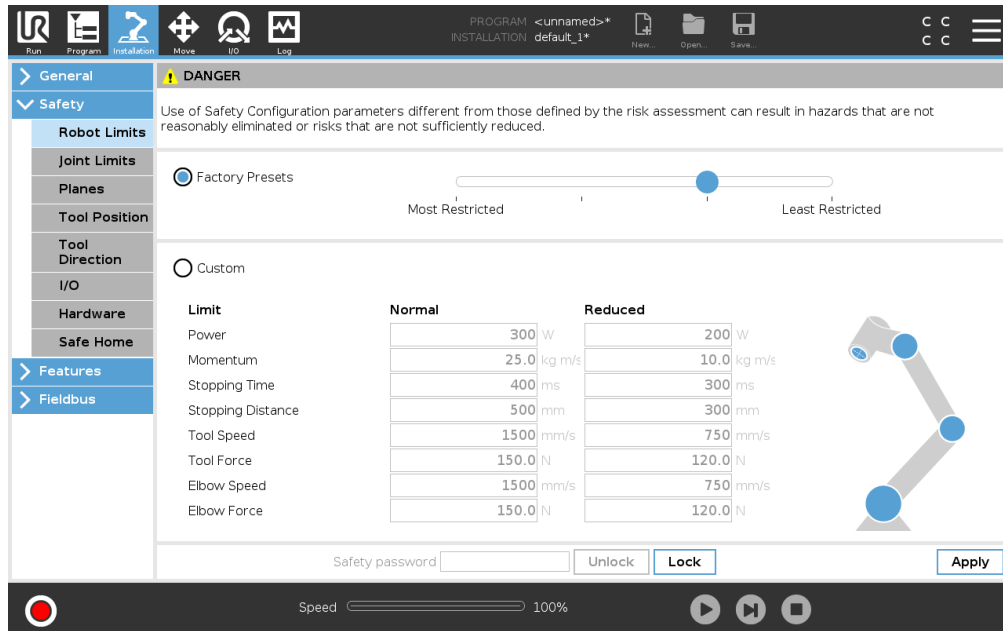 PROGRAM <unnamed>*
INSTALLATION default_1*
UR
Run
Program
Installation
Move
I/O
Log
New...
Open...
Save...
C C
C C
General
Safety
Robot Limits
Joint Limits
Planes
Tool Position
Tool
Direction
I/O
Hardware
Safe Home
Features
Fieldbus
DANGER
Use of Safety Configuration parameters different from those defined by the risk assessment can result in hazards that are not
reasonably eliminated or risks that are not sufficiently reduced.
Factory Presets
Most Restricted Least Restricted
Custom
Limit Normal Reduced
Power 300 W 200 W
Momentum 25.0 kg m/s 10.0 kg m/s
Stopping Time 400 ms 300 ms
Stopping Distance 500 mm 300 mm
Tool Speed 1500 mm/s 750 mm/s
Tool Force 150.0 N 120.0 N
Elbow Speed 1500 mm/s 750 mm/s
Elbow Force 150.0 N 120.0 N
Safety password Unlock Lock Apply
Speed 100%